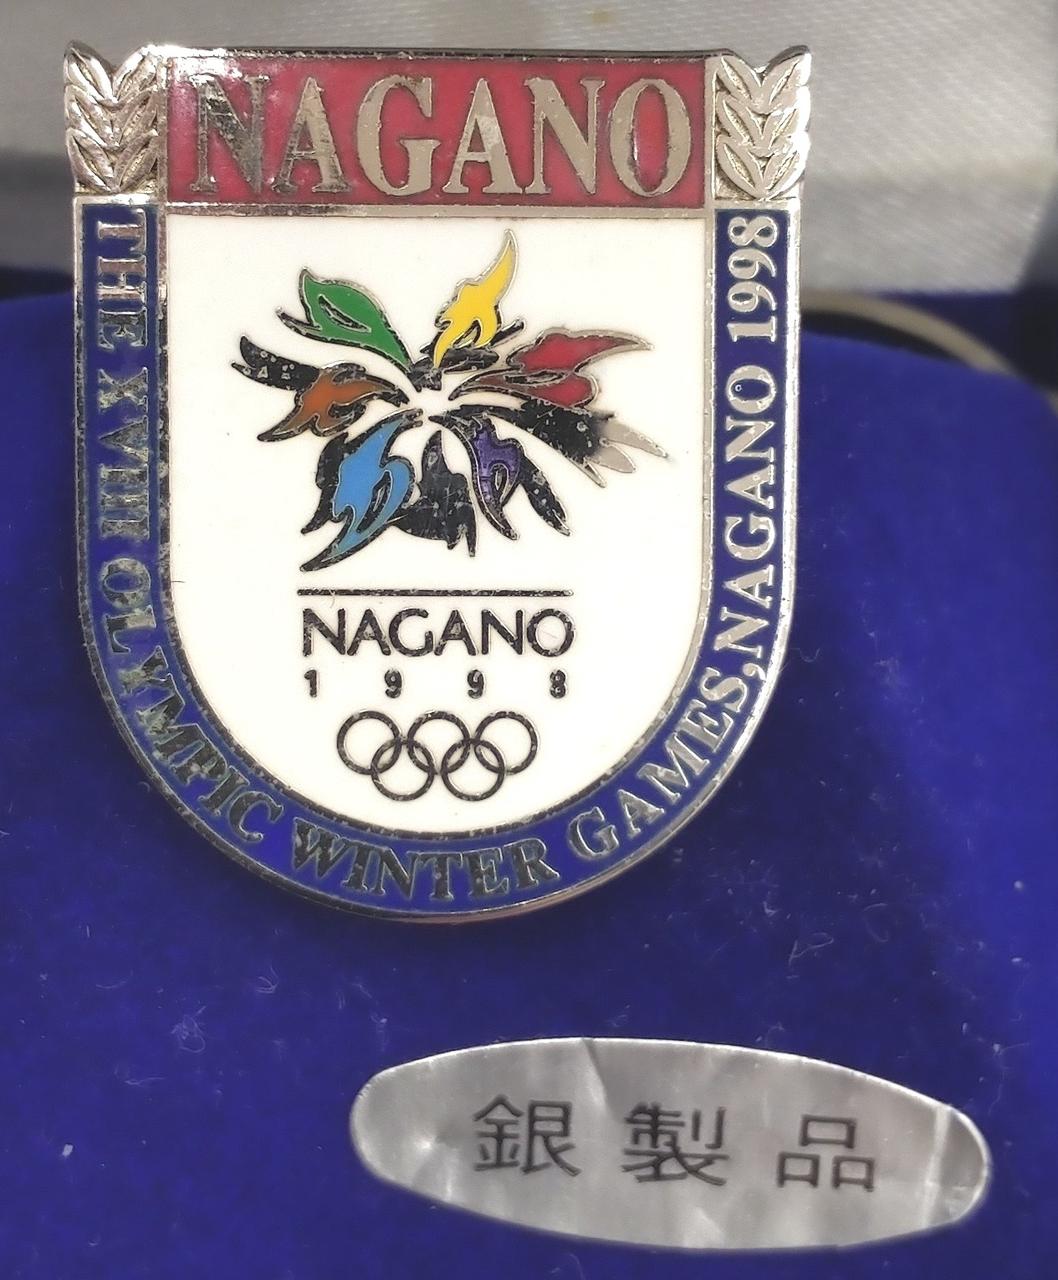 NAGANO
THE XVIII OLYMPIC WINTER GAMES, NAGANO 1998
NAGANO
1998
銀製品